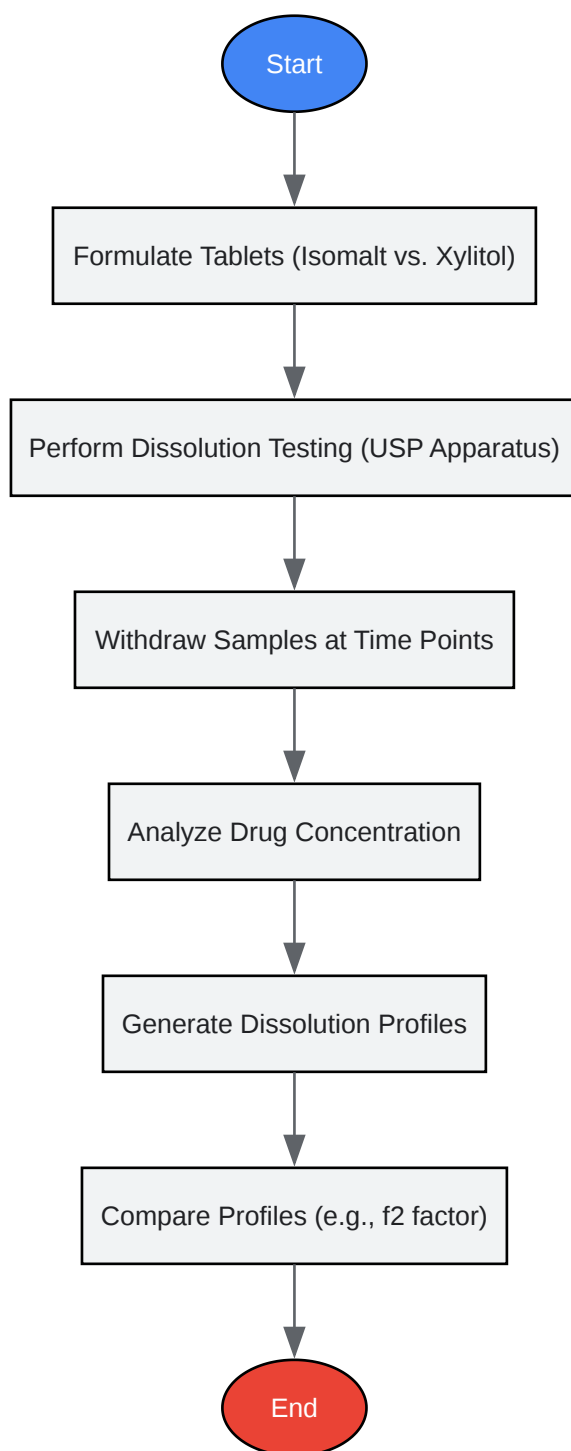 Start
Formulate Tablets (Isomalt vs. Xylitol)
Perform Dissolution Testing (USP Apparatus)
Withdraw Samples at Time Points
Analyze Drug Concentration
Generate Dissolution Profiles
Compare Profiles (e.g., f2 factor)
End